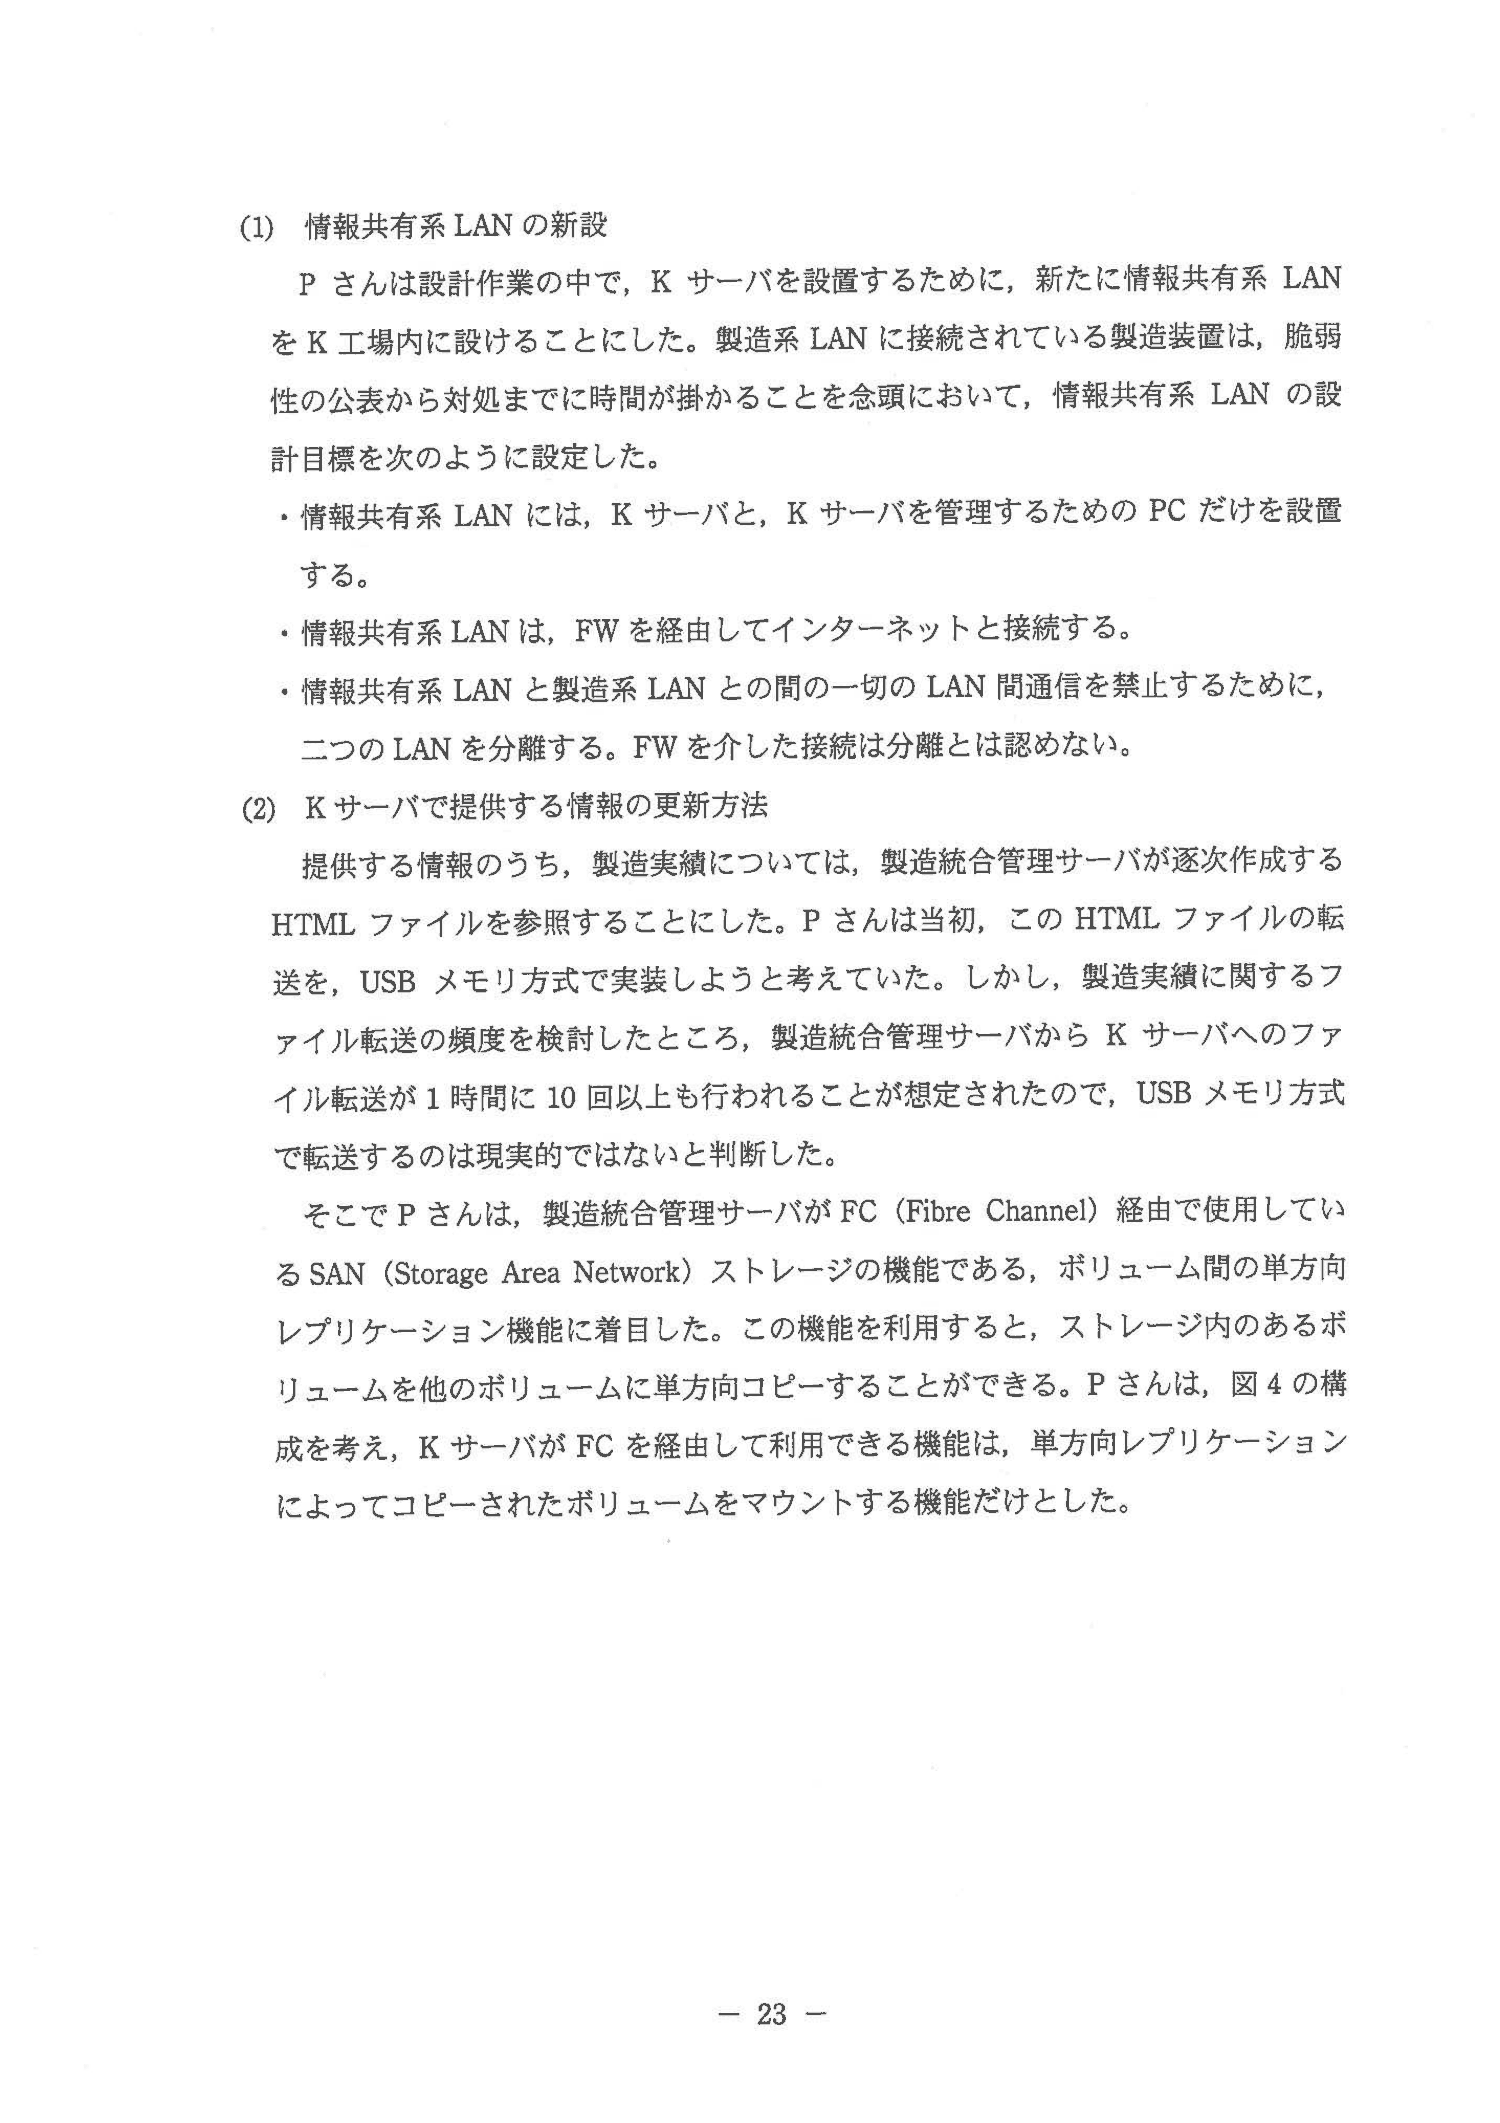 (1) 情報共有系 LAN の新設
P さんは設計作業の中で，K サーバを設置するために，新たに情報共有系 LAN
を K 工場内に設けることにした。製造系 LAN に接続されている製造装置は，脆弱
性の公表から対処までに時間が掛かることを念頭において，情報共有系 LAN の設
計目標を次のように設定した。
・情報共有系 LAN には，K サーバと，K サーバを管理するための PC だけを設置
する。
・情報共有系 LAN は，FW を経由してインターネットと接続する。
・情報共有系 LAN と製造系 LAN との間の一切の LAN 間通信を禁止するために，
二つの LAN を分離する。FW を介した接続は分離とは認めない。
(2) K サーバで提供する情報の更新方法
提供する情報のうち，製造実績については，製造統合管理サーバが逐次作成する
HTML ファイルを参照することにした。P さんは当初，この HTML ファイルの転
送を，USB メモリ方式で実装しようと考えていた。しかし，製造実績に関するフ
ァイル転送の頻度を検討したところ，製造統合管理サーバから K サーバへのファ
イル転送が 1 時間に 10 回以上も行われることが想定されたので，USB メモリ方式
で転送するのは現実的ではないと判断した。
そこで P さんは，製造統合管理サーバが FC（Fibre Channel）経由で使用してい
る SAN（Storage Area Network）ストレージの機能である，ボリューム間の単方向
レプリケーション機能に着目した。この機能を利用すると，ストレージ内のあるボ
リュームを他のボリュームに単方向コピーすることができる。P さんは，図 4 の構
成を考え，K サーバが FC を経由して利用できる機能は，単方向レプリケーション
によってコピーされたボリュームをマウントする機能だけとした。
－ 23 －